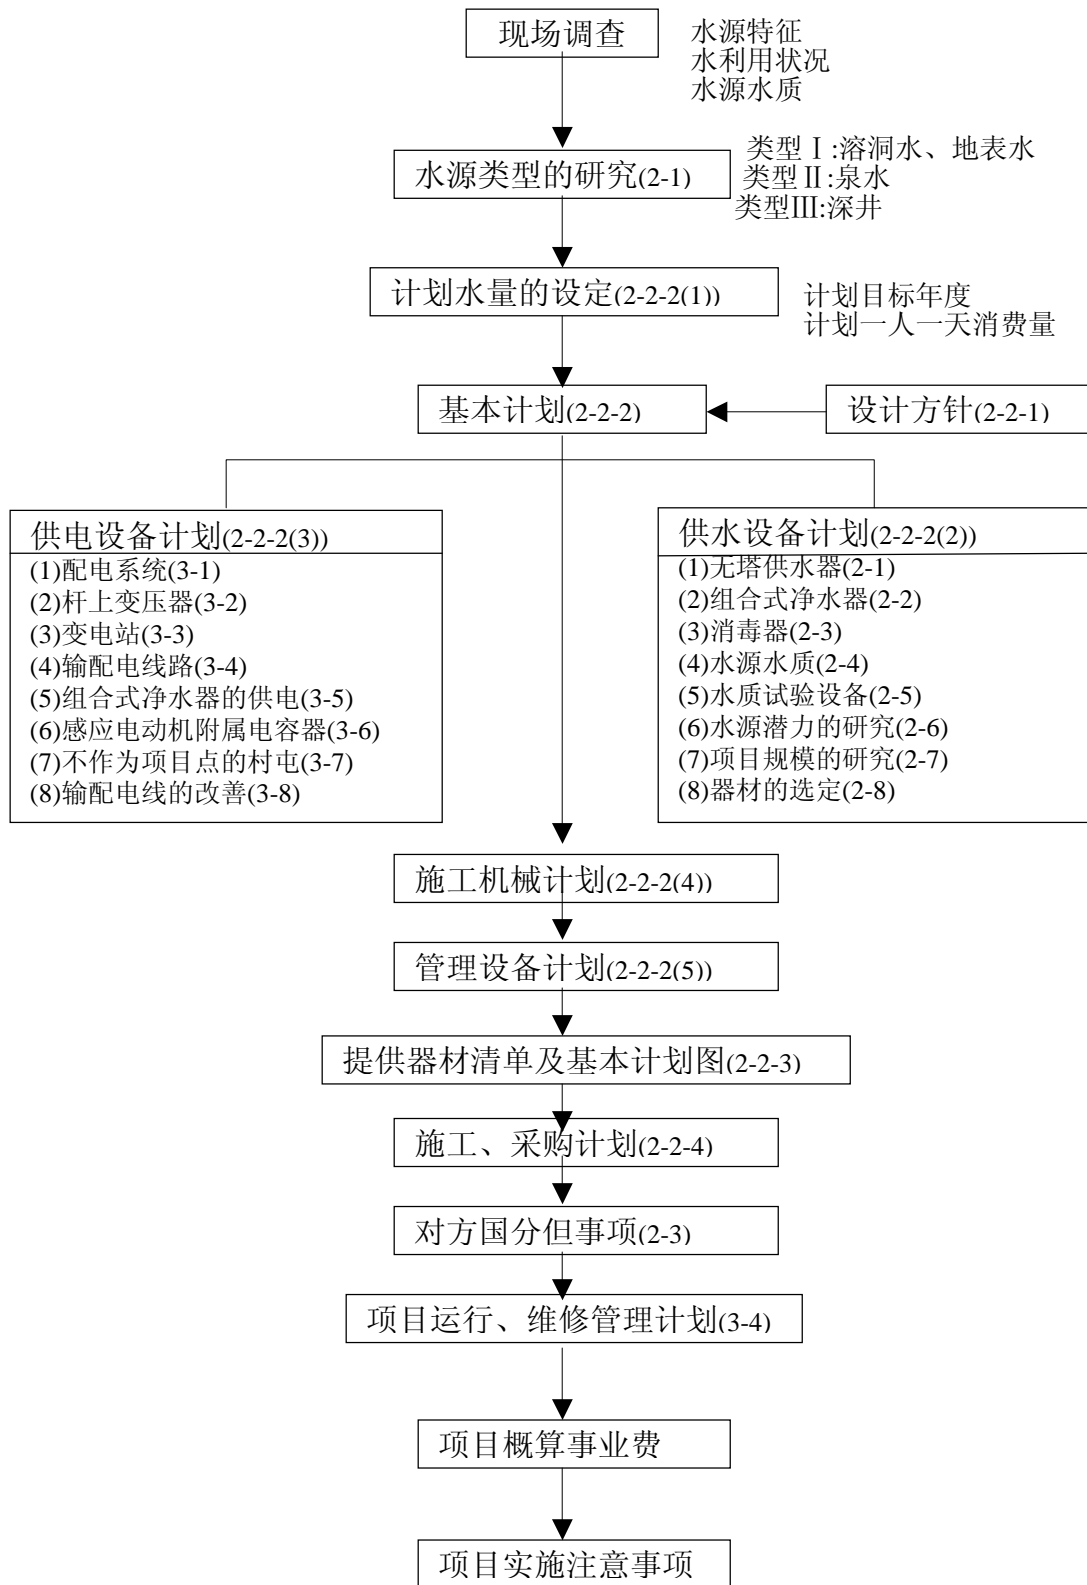 现场调查
水源特征
水利用状况
水源水质
水源类型的研究(2-1)
类型Ⅰ:溶洞水、地表水
类型Ⅱ:泉水
类型Ⅲ:深井
计划水量的设定(2-2-2(1))
计划目标年度
计划一人一天消费量
基本计划(2-2-2)
设计方针(2-2-1)
供电设备计划(2-2-2(3))
(1)配电系统(3-1)
(2)杆上变压器(3-2)
(3)变电站(3-3)
(4)输配电线路(3-4)
(5)组合式净水器的供电(3-5)
(6)感应电动机附属电容器(3-6)
(7)不作为项目点的村屯(3-7)
(8)输配电线的改善(3-8)
供水设备计划(2-2-2(2))
(1)无塔供水器(2-1)
(2)组合式净水器(2-2)
(3)消毒器(2-3)
(4)水源水质(2-4)
(5)水质试验设备(2-5)
(6)水源潜力的研究(2-6)
(7)项目规模的研究(2-7)
(8)器材的选定(2-8)
施工机械计划(2-2-2(4))
管理设备计划(2-2-2(5))
提供器材清单及基本计划图(2-2-3)
施工、采购计划(2-2-4)
对方国分但事项(2-3)
项目运行、维修管理计划(3-4)
项目概算事业费
项目实施注意事项